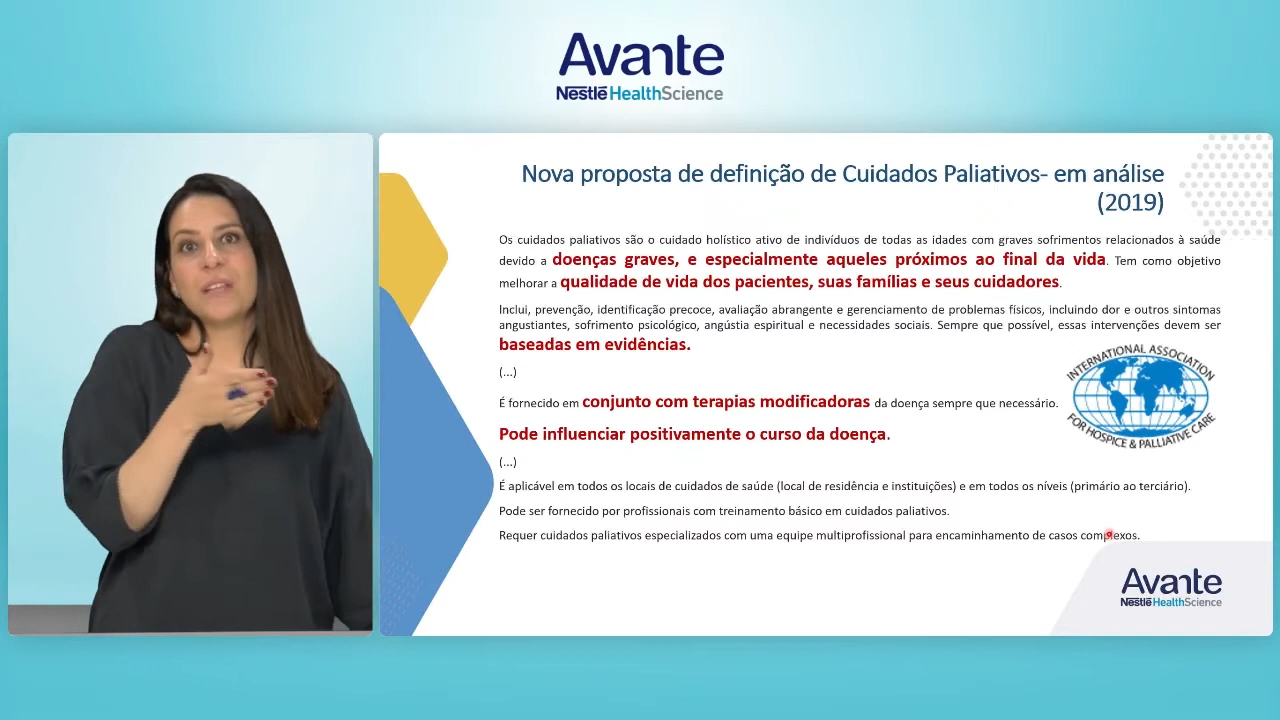 Avante
Nestlé HealthScience
Nova proposta de definição de Cuidados Paliativos- em análise
(2019)
Os cuidados paliativos são o cuidado holístico ativo de indivíduos de todas as idades com graves sofrimentos relacionados à saúde
devido a doenças graves, e especialmente aqueles próximos ao final da vida. Tem como objetivo
melhorar a qualidade de vida dos pacientes, suas famílias e seus cuidadores.
Inclui, prevenção, identificação precoce, avaliação abrangente e gerenciamento de problemas físicos, incluindo dor e outros sintomas
angustiantes, sofrimento psicológico, angústia espiritual e necessidades sociais. Sempre que possível, essas intervenções devem ser
baseadas em evidências.
(...)
É fornecido em conjunto com terapias modificadoras da doença sempre que necessário.
Pode influenciar positivamente o curso da doença.
(...)
É aplicável em todos os locais de cuidados de saúde (local de residência e instituições) e em todos os níveis (primário ao terciário).
Pode ser fornecido por profissionais com treinamento básico em cuidados paliativos.
Requer cuidados paliativos especializados com uma equipe multiprofissional para encaminhamento de casos complexos.
INTERNATIONAL ASSOCIATION
FOR HOSPICE & PALLIATIVE CARE
Avante
Nestlé HealthScience